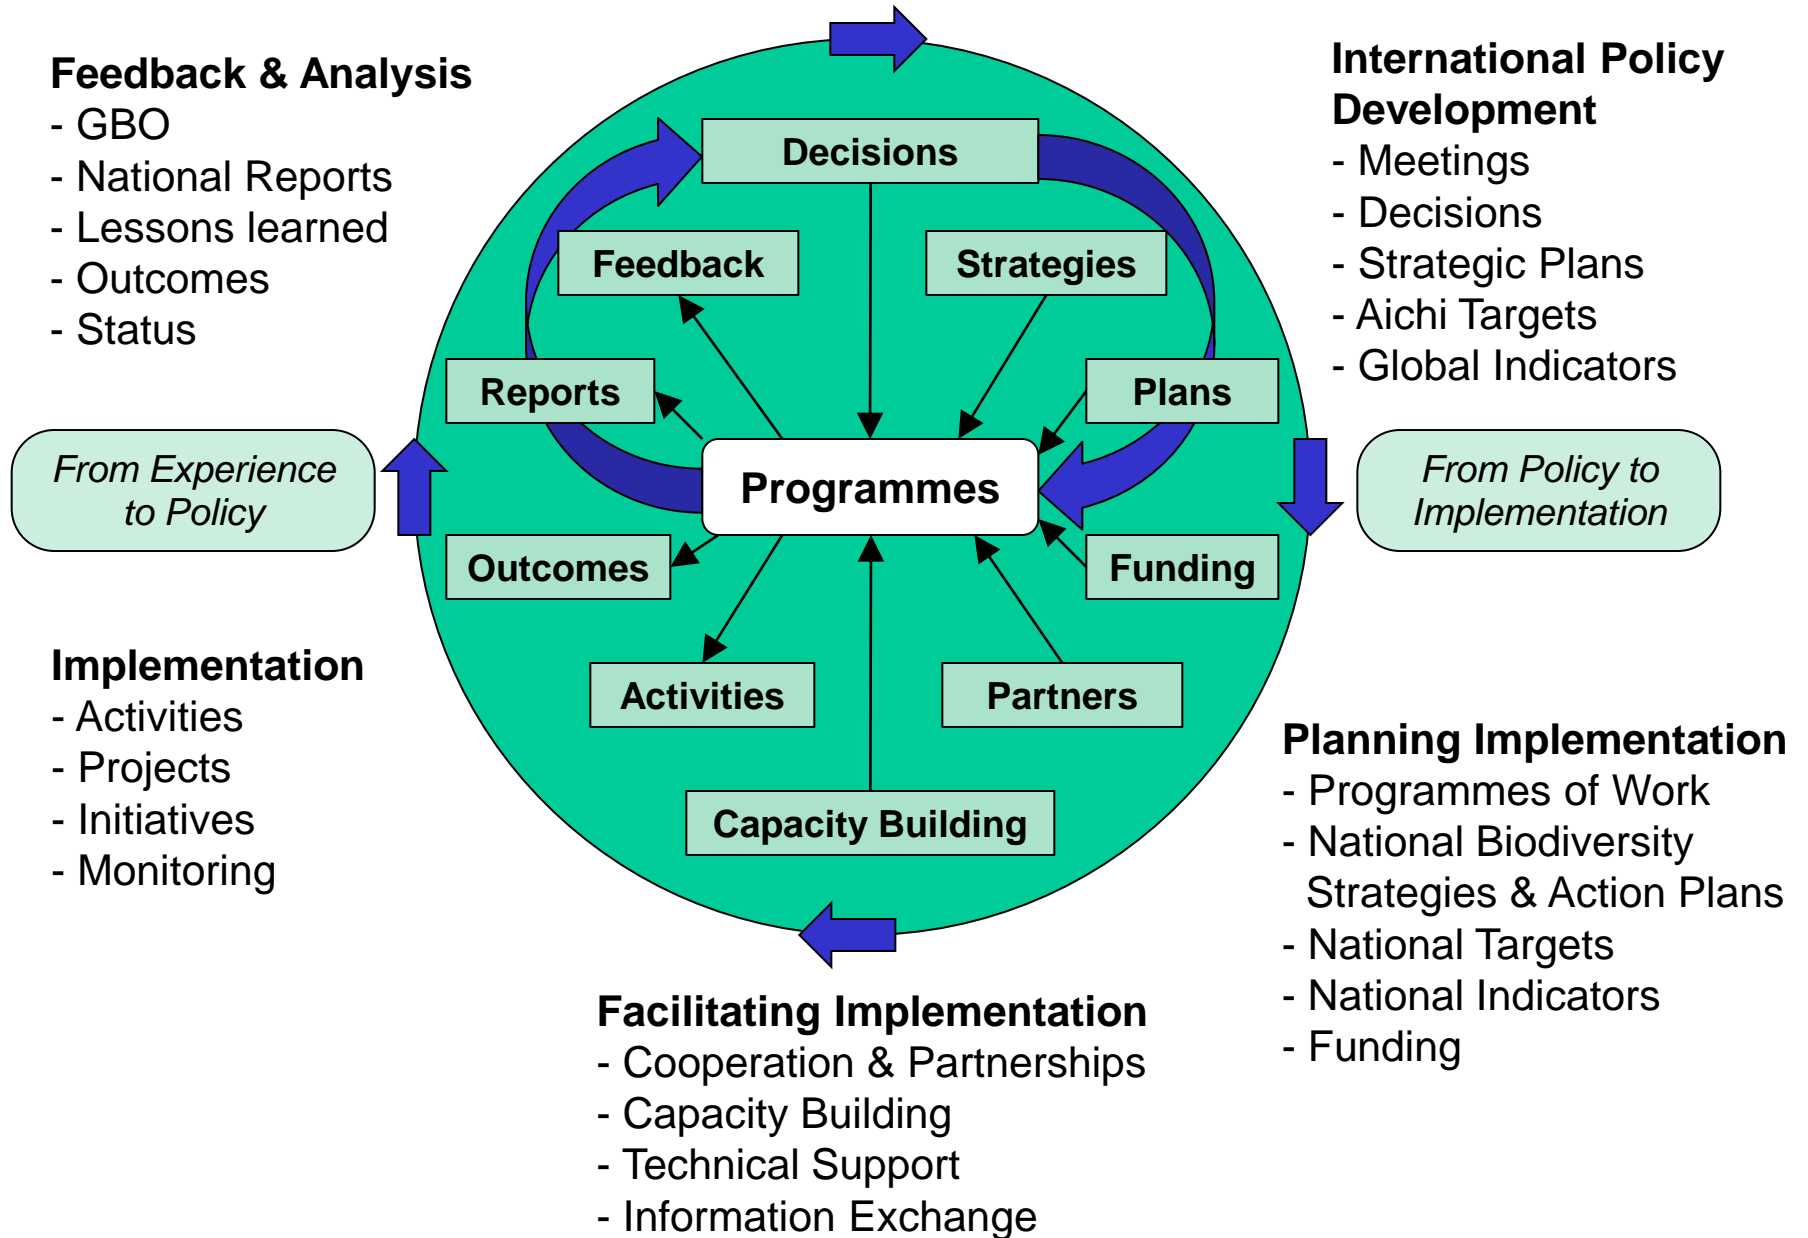 Feedback & Analysis
- GBO
- National Reports
- Lessons learned
- Outcomes
- Status
International Policy
Development
- Meetings
- Decisions
- Strategic Plans
- Aichi Targets
- Global Indicators
Decisions
Feedback
Strategies
Reports
Plans
Programmes
Outcomes
Funding
Activities
Partners
Capacity Building
From Experience
to Policy
From Policy to
Implementation
Implementation
- Activities
- Projects
- Initiatives
- Monitoring
Planning Implementation
- Programmes of Work
- National Biodiversity
Strategies & Action Plans
- National Targets
- National Indicators
- Funding
Facilitating Implementation
- Cooperation & Partnerships
- Capacity Building
- Technical Support
- Information Exchange